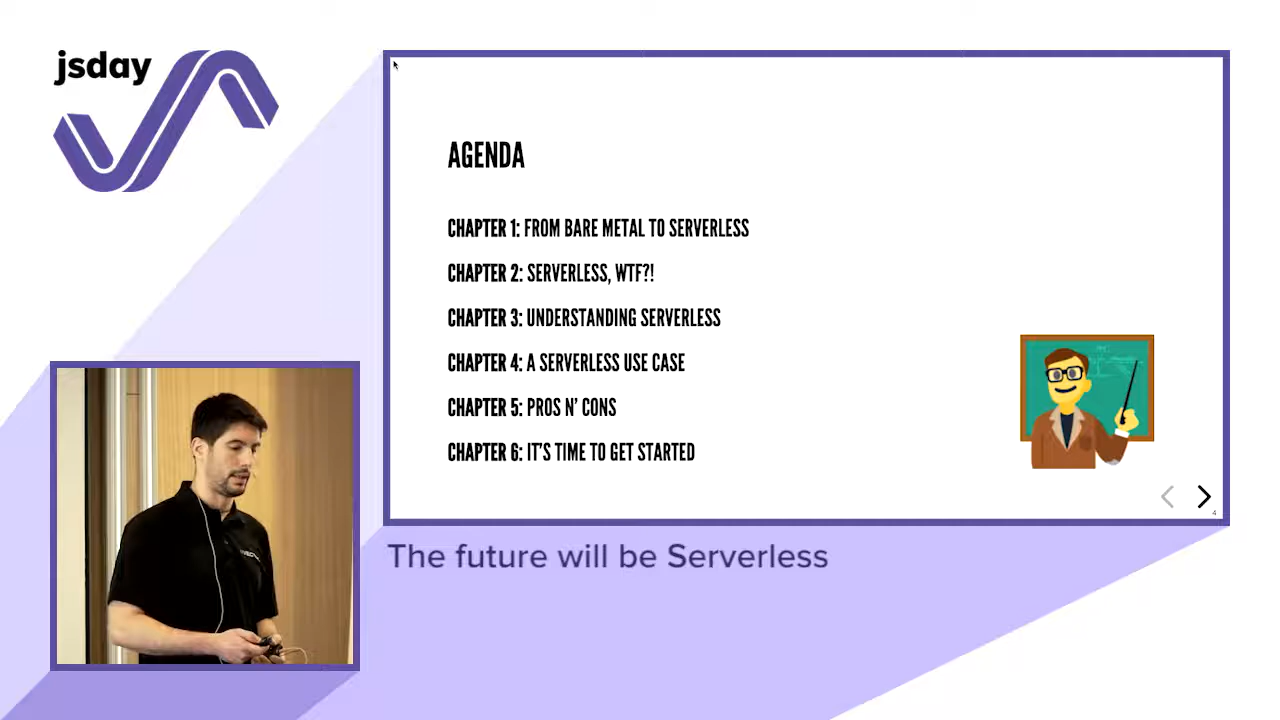 jsday
AGENDA
CHAPTER 1: FROM BARE METAL TO SERVERLESS
CHAPTER 2: SERVERLESS, WTF?!
CHAPTER 3: UNDERSTANDING SERVERLESS
CHAPTER 4: A SERVERLESS USE CASE
CHAPTER 5: PROS N' CONS
CHAPTER 6: IT'S TIME TO GET STARTED
4
The future will be Serverless